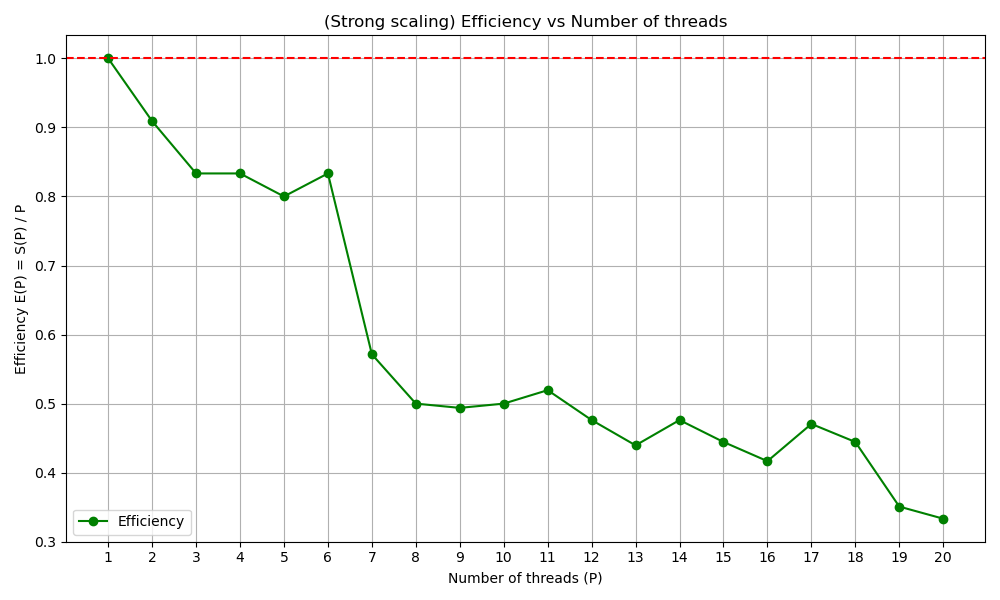 (Strong scaling) Efficiency vs Number of threads
Efficiency E(P) = S(P) / P
1.0
0.9
0.8
0.7
0.6
0.5
0.4
0.3
Efficiency
1 2 3 4 5 6 7 8 9 10 11 12 13 14 15 16 17 18 19 20
Number of threads (P)